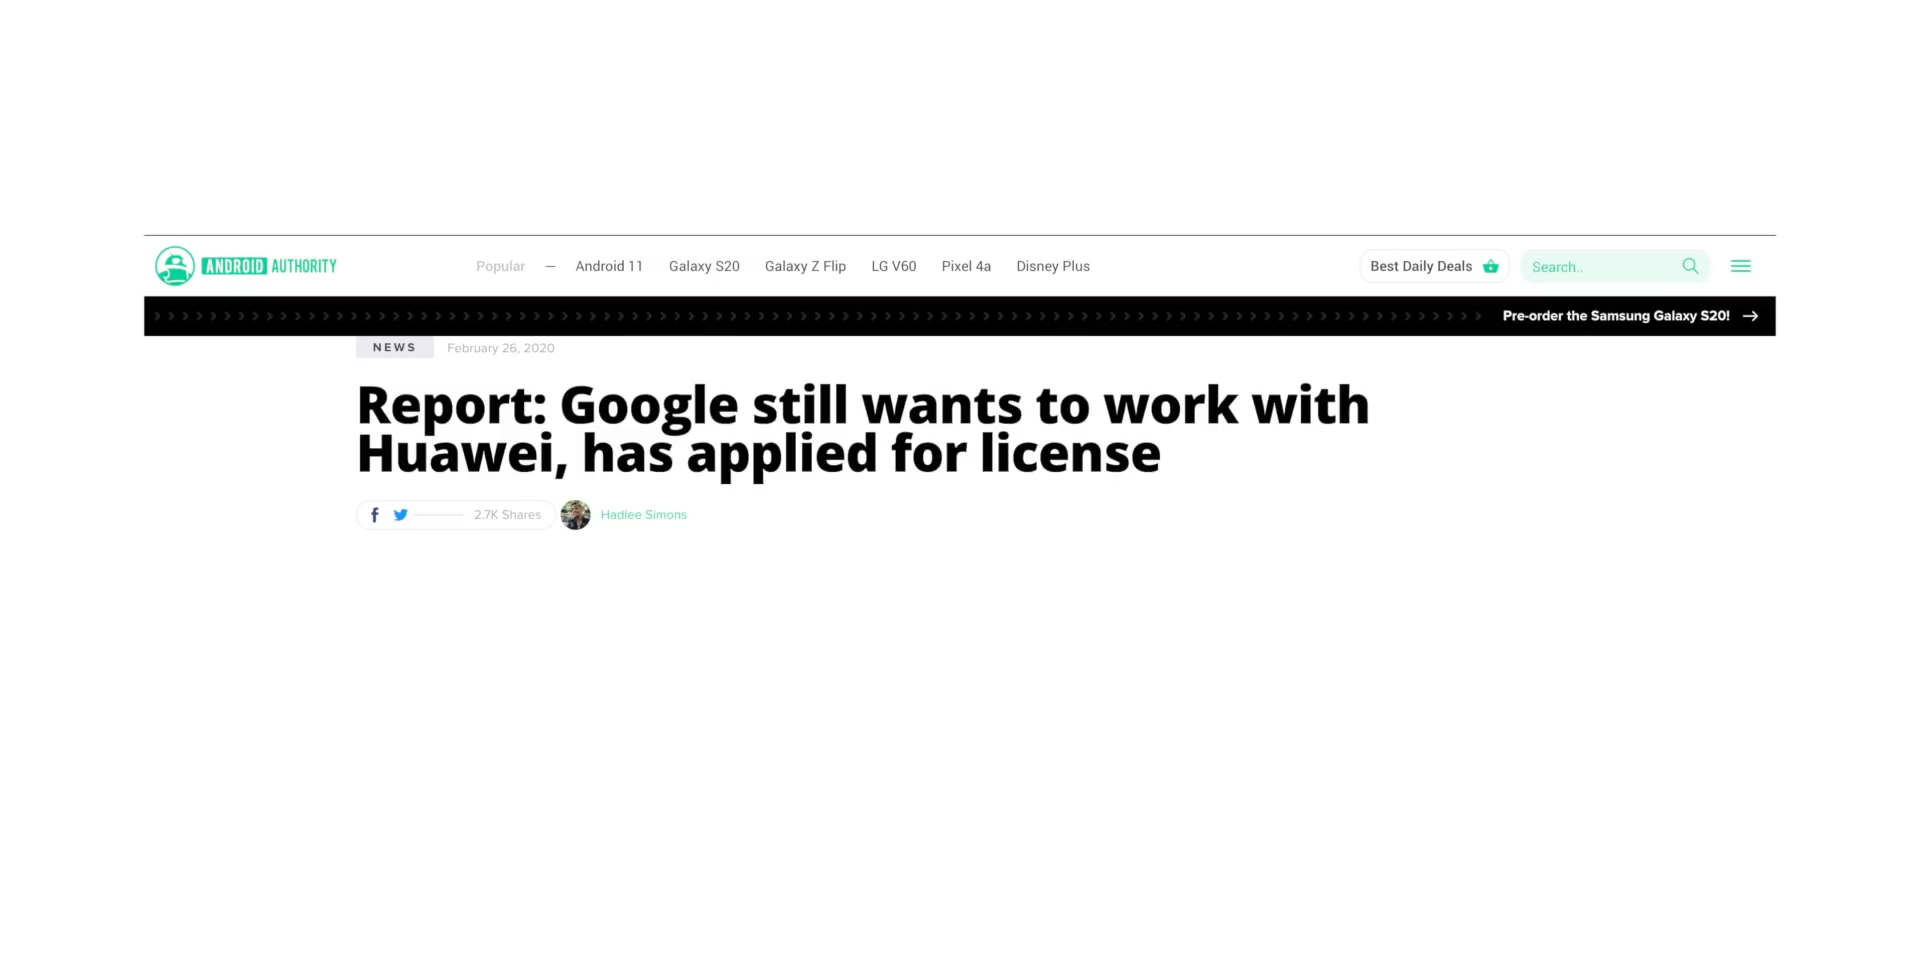 ANDROID AUTHORITY
Popular — Android 11 Galaxy S20 Galaxy Z Flip LG V60 Pixel 4a Disney Plus
Best Daily Deals
Search..
Pre-order the Samsung Galaxy S20! →
NEWS February 26, 2020
Report: Google still wants to work with
Huawei, has applied for license
2.7K Shares Hadlee Simons